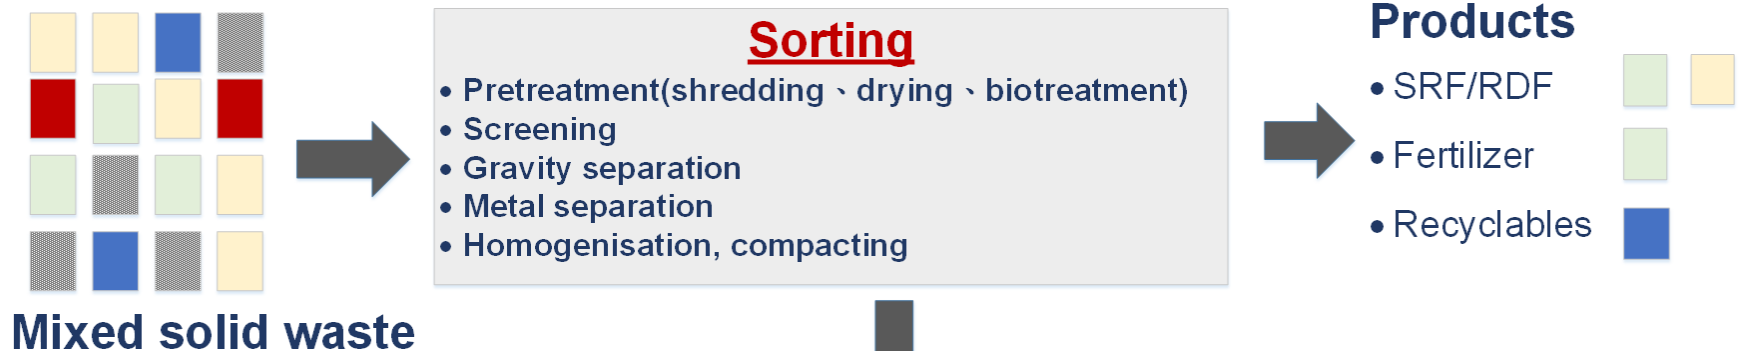 Sorting
• Pretreatment(shredding、drying、biotreatment)
• Screening
• Gravity separation
• Metal separation
• Homogenisation, compacting
Products
• SRF/RDF
• Fertilizer
• Recyclables
Mixed solid waste